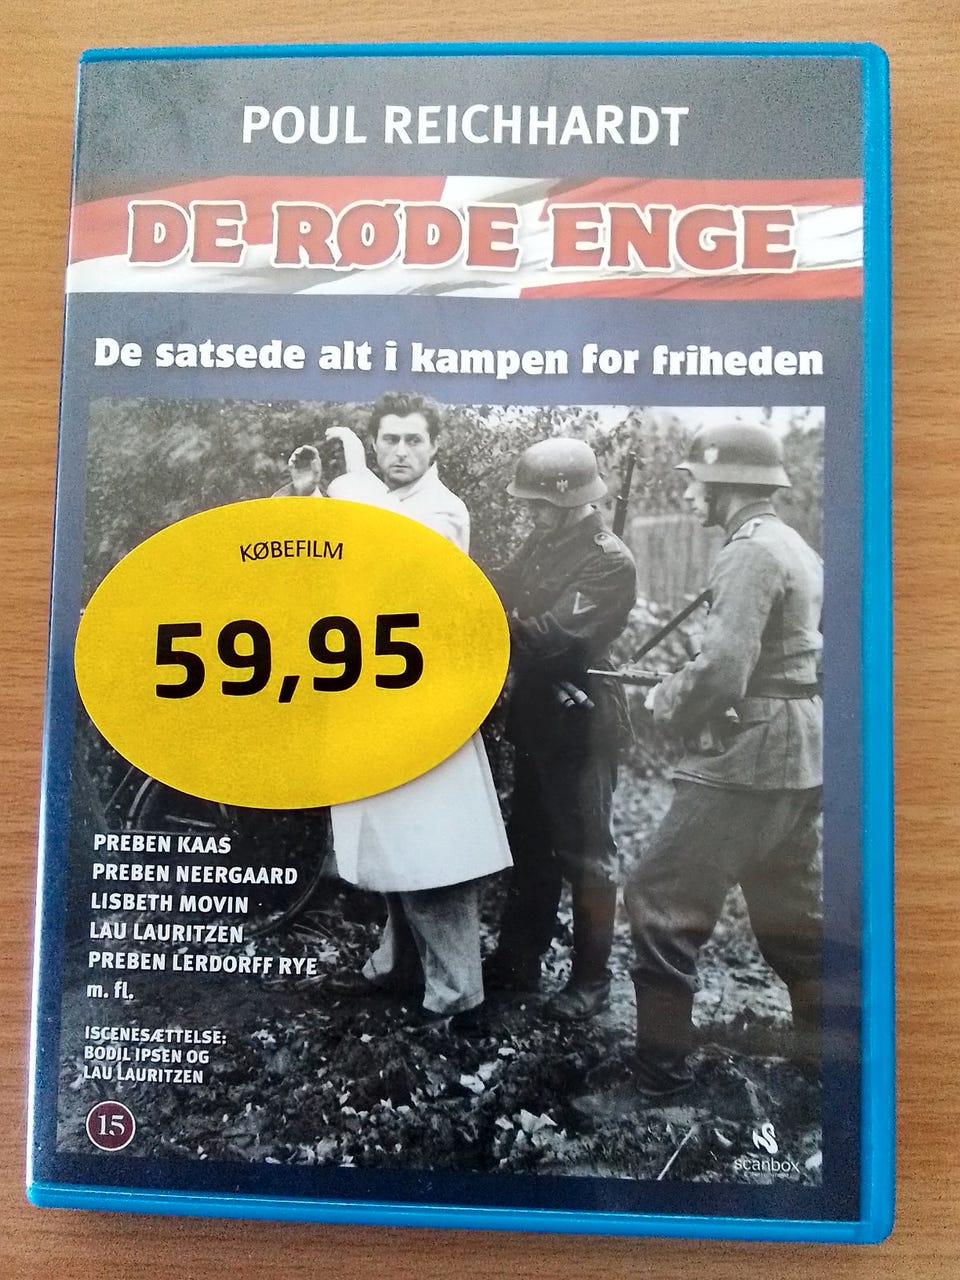 POUL REICHHARDT
DE RØDE ENGE
De satsede alt i kampen for friheden
KØBEFILM
59,95
PREBEN KAAS
PREBEN NEERGAARD
LISBETH MOVIN
LAU LAURITZEN
PREBEN LERDORFF RYE
m. fl.
ISCENESÆTTELSE:
BODIL IPSEN OG
LAU LAURITZEN
15
scanbox